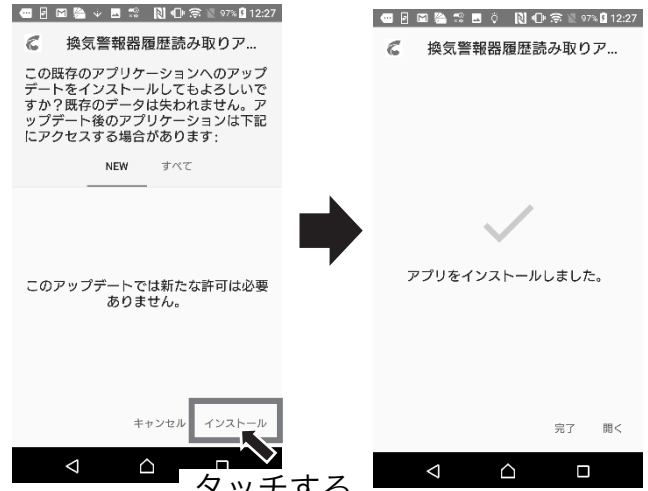 97% 12:27
換気警報器履歴読み取りア...
この既存のアプリケーションへのアップ
デートをインストールしてもよろしいで
すか？既存のデータは失われません。ア
ップデート後のアプリケーションは下記
にアクセスする場合があります:
NEW すべて
このアップデートでは新たな許可は必要
ありません。
キャンセル インストール
タッチする
97% 12:27
換気警報器履歴読み取りア...
アプリをインストールしました。
完了 開く